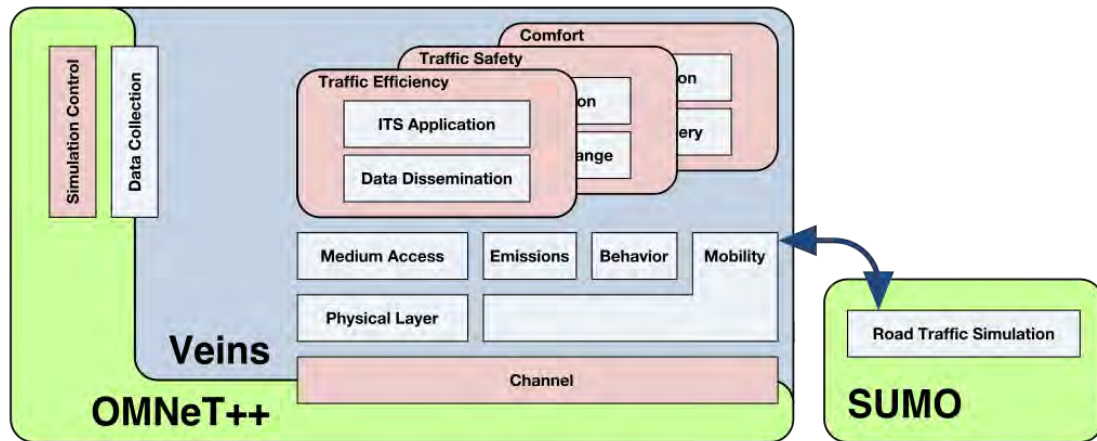 Comfort
Traffic Safety
Traffic Efficiency
ITS Application
Data Dissemination
on
ange
on
ery
Simulation Control
Data Collection
Medium Access
Emissions
Behavior
Mobility
Physical Layer
Channel
Veins
OMNeT++
Road Traffic Simulation
SUMO